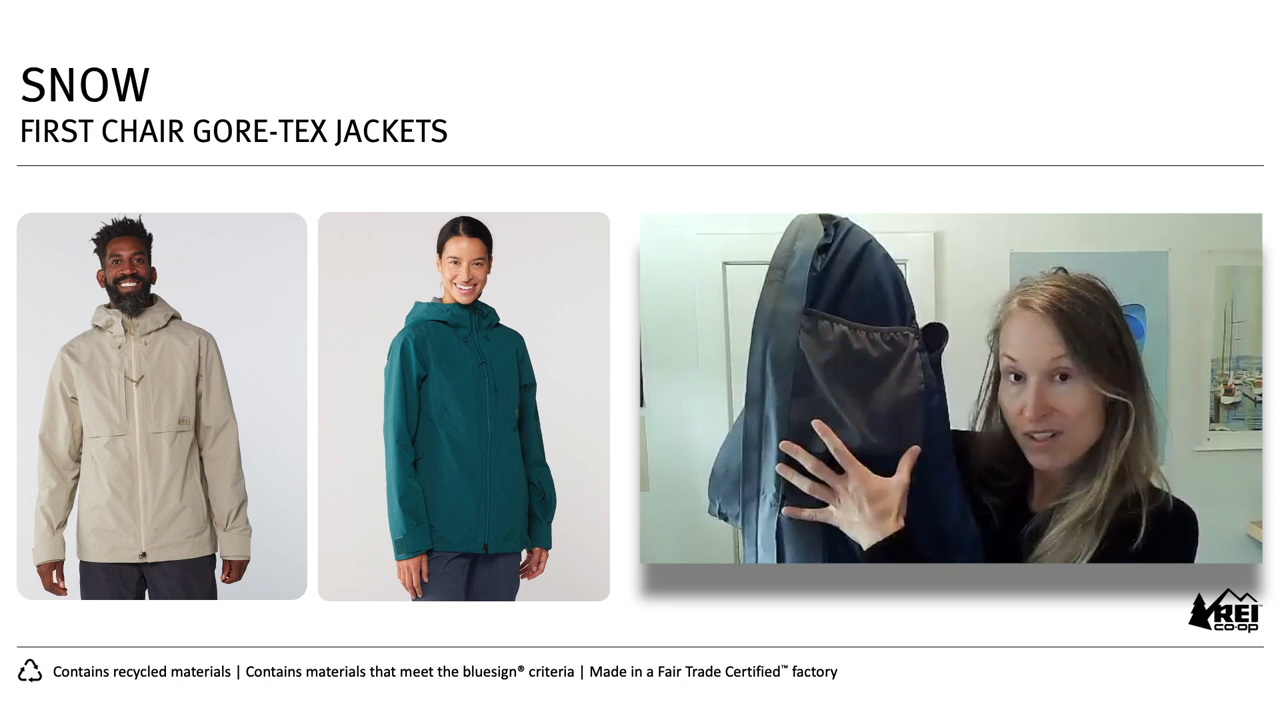 SNOW
FIRST CHAIR GORE-TEX JACKETS
REI
co·op
Contains recycled materials | Contains materials that meet the bluesign® criteria | Made in a Fair Trade Certified™ factory